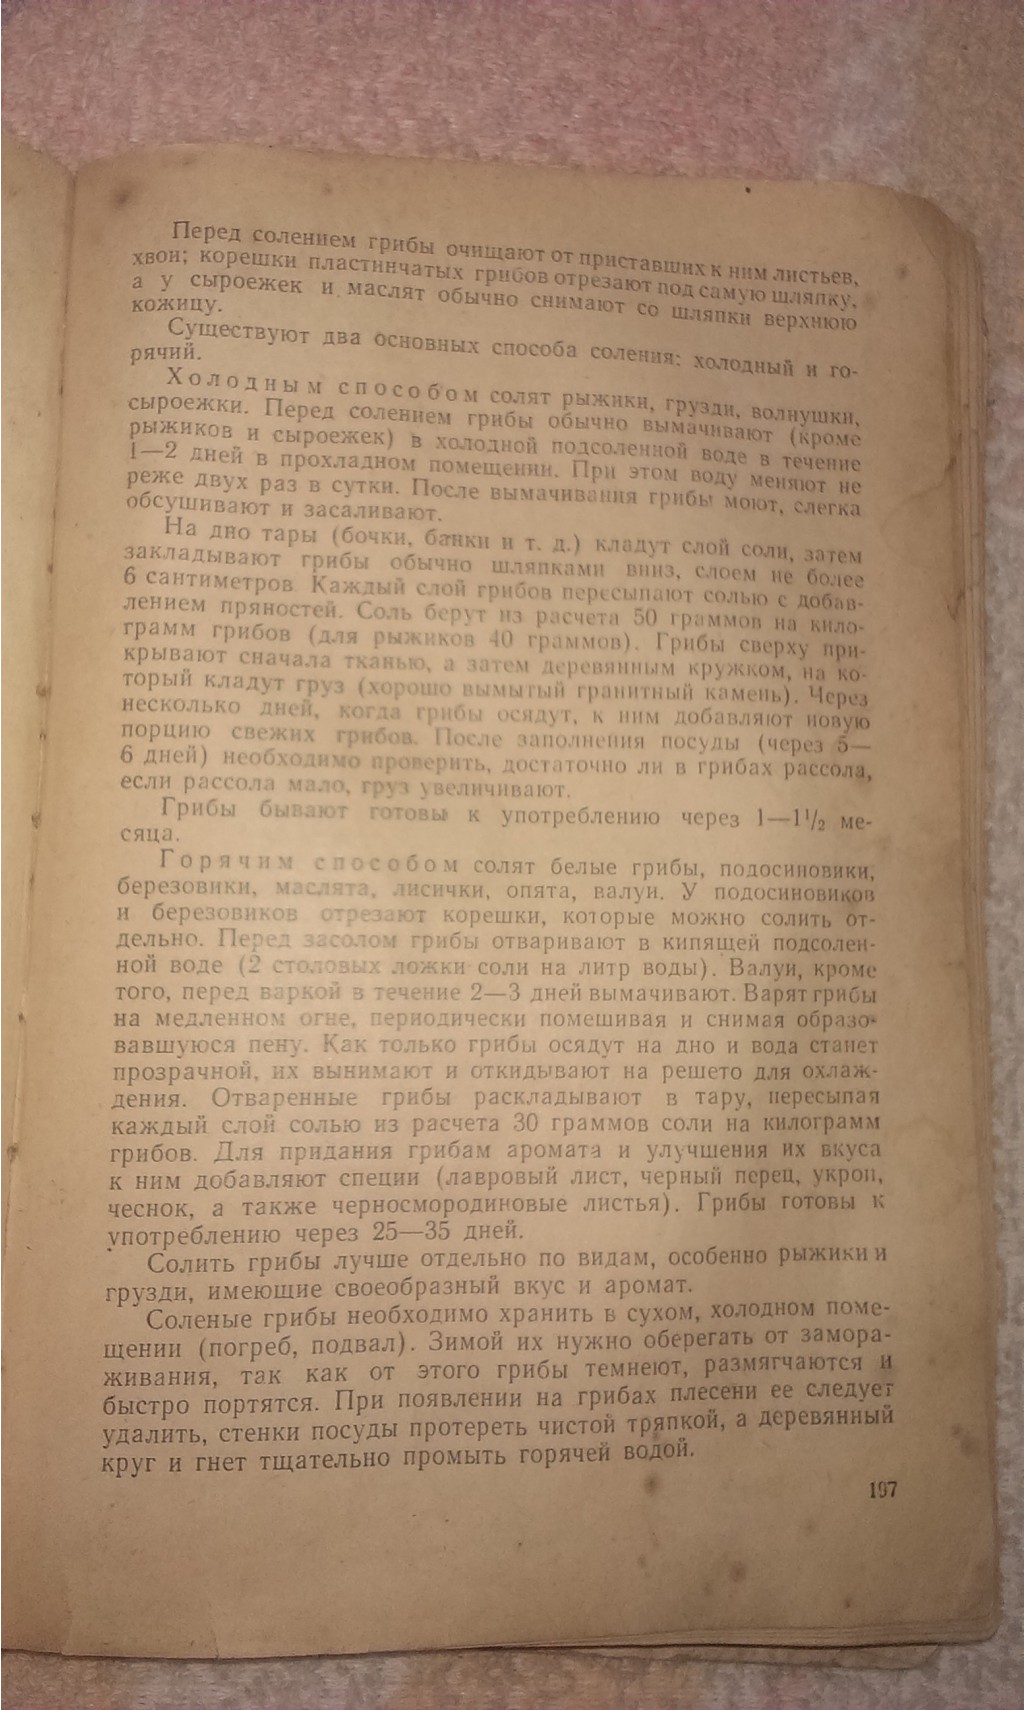 Перед солением грибы очищают от приставших к ним листьев,
хвои; корешки пластинчатых грибов отрезают под самую шляпку,
а у сыроежек и маслят обычно снимают со шляпки верхнюю
кожицу.
Существуют два основных способа соления: холодный и го-
рячий.
Холодным способом солят рыжики, грузди, волнушки,
сыроежки. Перед солением грибы обычно вымачивают (кроме
рыжиков и сыроежек) в холодной подсоленной воде в течение
1—2 дней в прохладном помещении. При этом воду меняют не
реже двух раз в сутки. После вымачивания грибы моют, слегка
обсушивают и засаливают.
На дно тары (бочки, банки и т. д.) кладут слой соли, затем
закладывают грибы обычно шляпками вниз, слоем не более
6 сантиметров. Каждый слой грибов пересыпают солью с добав-
лением пряностей. Соль берут из расчета 50 граммов на кило-
грамм грибов (для рыжиков 40 граммов). Грибы сверху при-
крывают сначала тканью, а затем деревянным кружком, на ко-
торый кладут груз (хорошо вымытый гранитный камень). Через
несколько дней, когда грибы осядут, к ним добавляют новую
порцию свежих грибов. После заполнения посуды (через 5—
6 дней) необходимо проверить, достаточно ли в грибах рассола,
если рассола мало, груз увеличивают.
Грибы бывают готовы к употреблению через 1—1½ ме-
сяца.
Горячим способом солят белые грибы, подосиновики,
березовики, маслята, лисички, опята, валуи. У подосиновиков
и березовиков отрезают корешки, которые можно солить от-
дельно. Перед засолом грибы отваривают в кипящей подсолен-
ной воде (2 столовых ложки соли на литр воды). Валуи, кроме
того, перед варкой в течение 2—3 дней вымачивают. Варят грибы
на медленном огне, периодически помешивая и снимая образо-
вавшуюся пену. Как только грибы осядут на дно и вода станет
прозрачной, их вынимают и откидывают на решето для охлаж-
дения. Отваренные грибы раскладывают в тару, пересыпая
каждый слой солью из расчета 30 граммов соли на килограмм
грибов. Для придания грибам аромата и улучшения их вкуса
к ним добавляют специи (лавровый лист, черный перец, укроп,
чеснок, а также черносмородиновые листья). Грибы готовы к
употреблению через 25—35 дней.
Солить грибы лучше отдельно по видам, особенно рыжики и
грузди, имеющие своеобразный вкус и аромат.
Соленые грибы необходимо хранить в сухом, холодном поме-
щении (погреб, подвал). Зимой их нужно оберегать от замора-
живания, так как от этого грибы темнеют, размягчаются и
быстро портятся. При появлении на грибах плесени ее следует
удалить, стенки посуды протереть чистой тряпкой, а деревянный
круг и гнет тщательно промыть горячей водой.
197